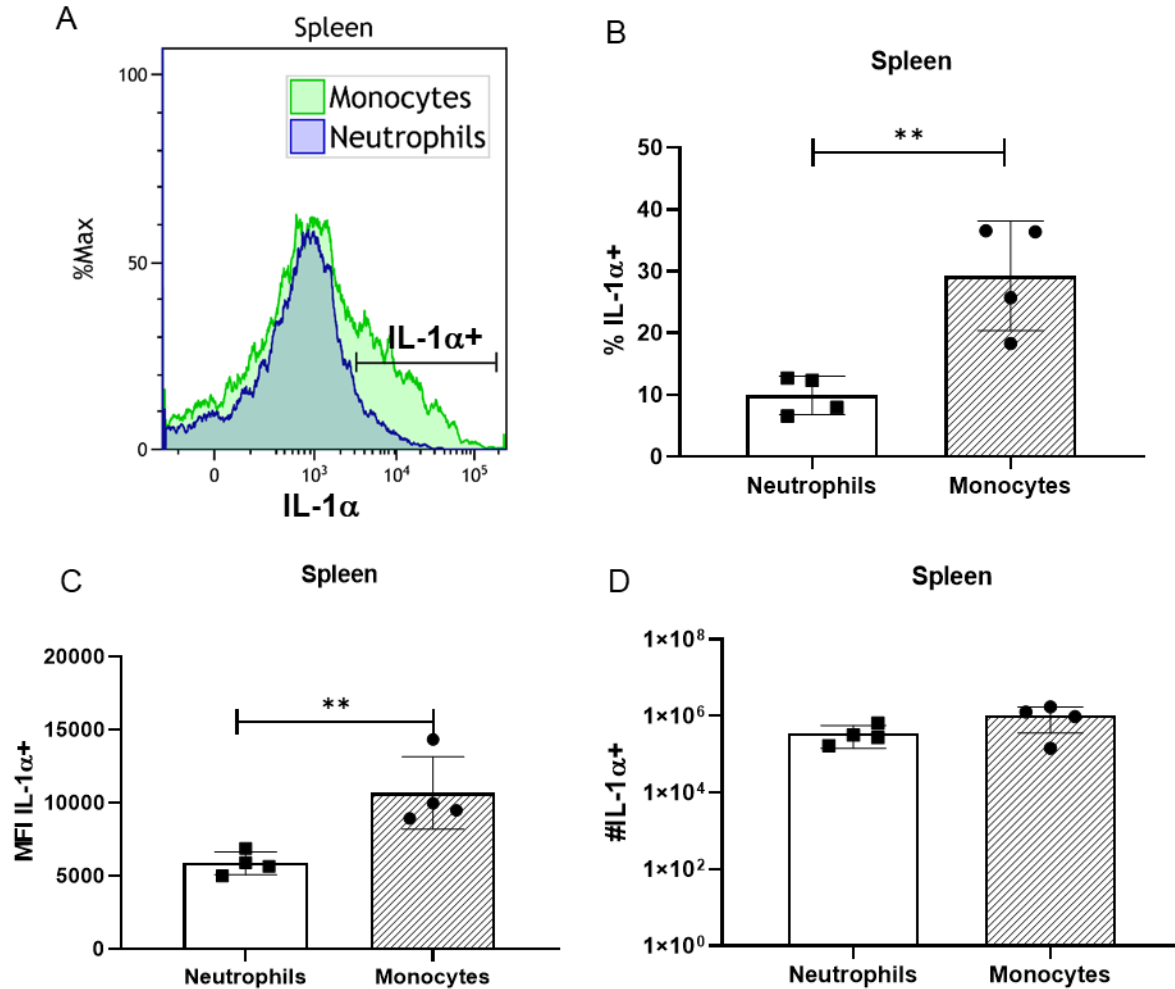 A
Spleen
100
50
0
%Max
Monocytes
Neutrophils
IL-1α+
0 10³ 10⁴ 10⁵
IL-1α
B
Spleen
**
50
40
30
20
10
0
% IL-1α+
Neutrophils Monocytes
C
Spleen
**
20000
15000
10000
5000
0
MFI IL-1α+
Neutrophils Monocytes
D
Spleen
1×10⁸
1×10⁶
1×10⁴
1×10²
1×10⁰
#IL-1α+
Neutrophils Monocytes